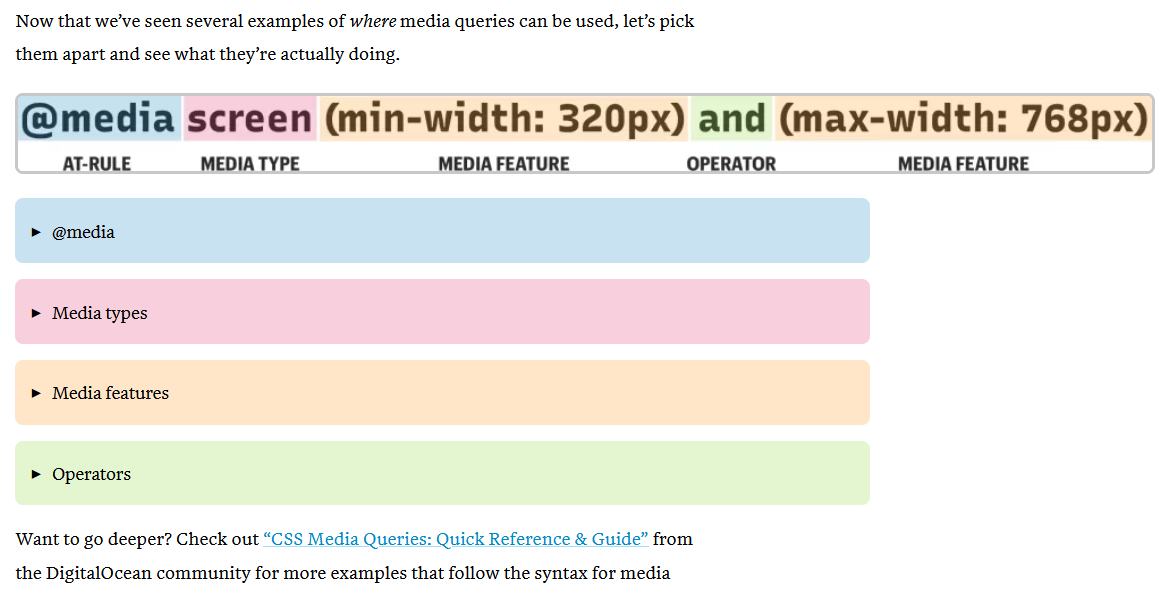 Now that we’ve seen several examples of where media queries can be used, let’s pick
them apart and see what they’re actually doing.
@media screen (min-width: 320px) and (max-width: 768px)
AT-RULE MEDIA TYPE MEDIA FEATURE OPERATOR MEDIA FEATURE
▶ @media
▶ Media types
▶ Media features
▶ Operators
Want to go deeper? Check out “CSS Media Queries: Quick Reference & Guide” from
the DigitalOcean community for more examples that follow the syntax for media